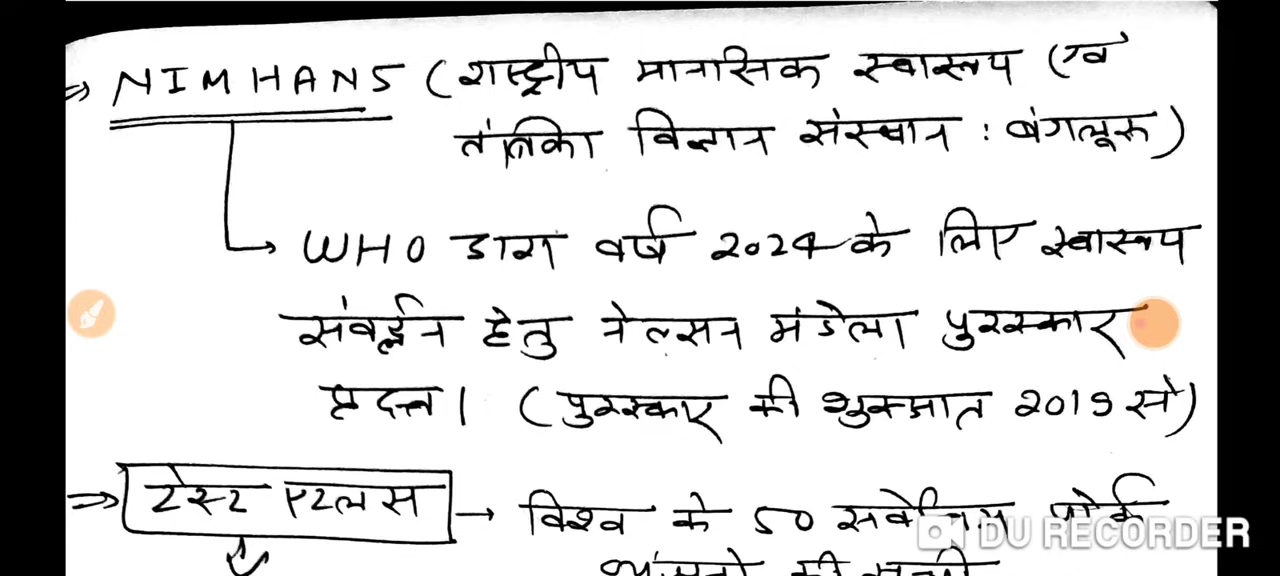 ⇒ NIMHANS (राष्ट्रीय मानसिक स्वास्थ्य (एवं
तंत्रिका विज्ञान संस्थान : बंगलूरू)
→ WHO द्वारा वर्ष 2024 के लिए स्वास्थ्य
संवर्द्धन हेतु नेल्सन मंडेला पुरस्कार
प्रदत्त। (पुरस्कार की शुरूआत 2019 से)
⇒ टेस्ट एटलस → विश्व के 50 सर्वश्रेष्ठ पोर्क
व्यंजनों की सूची
DU RECORDER